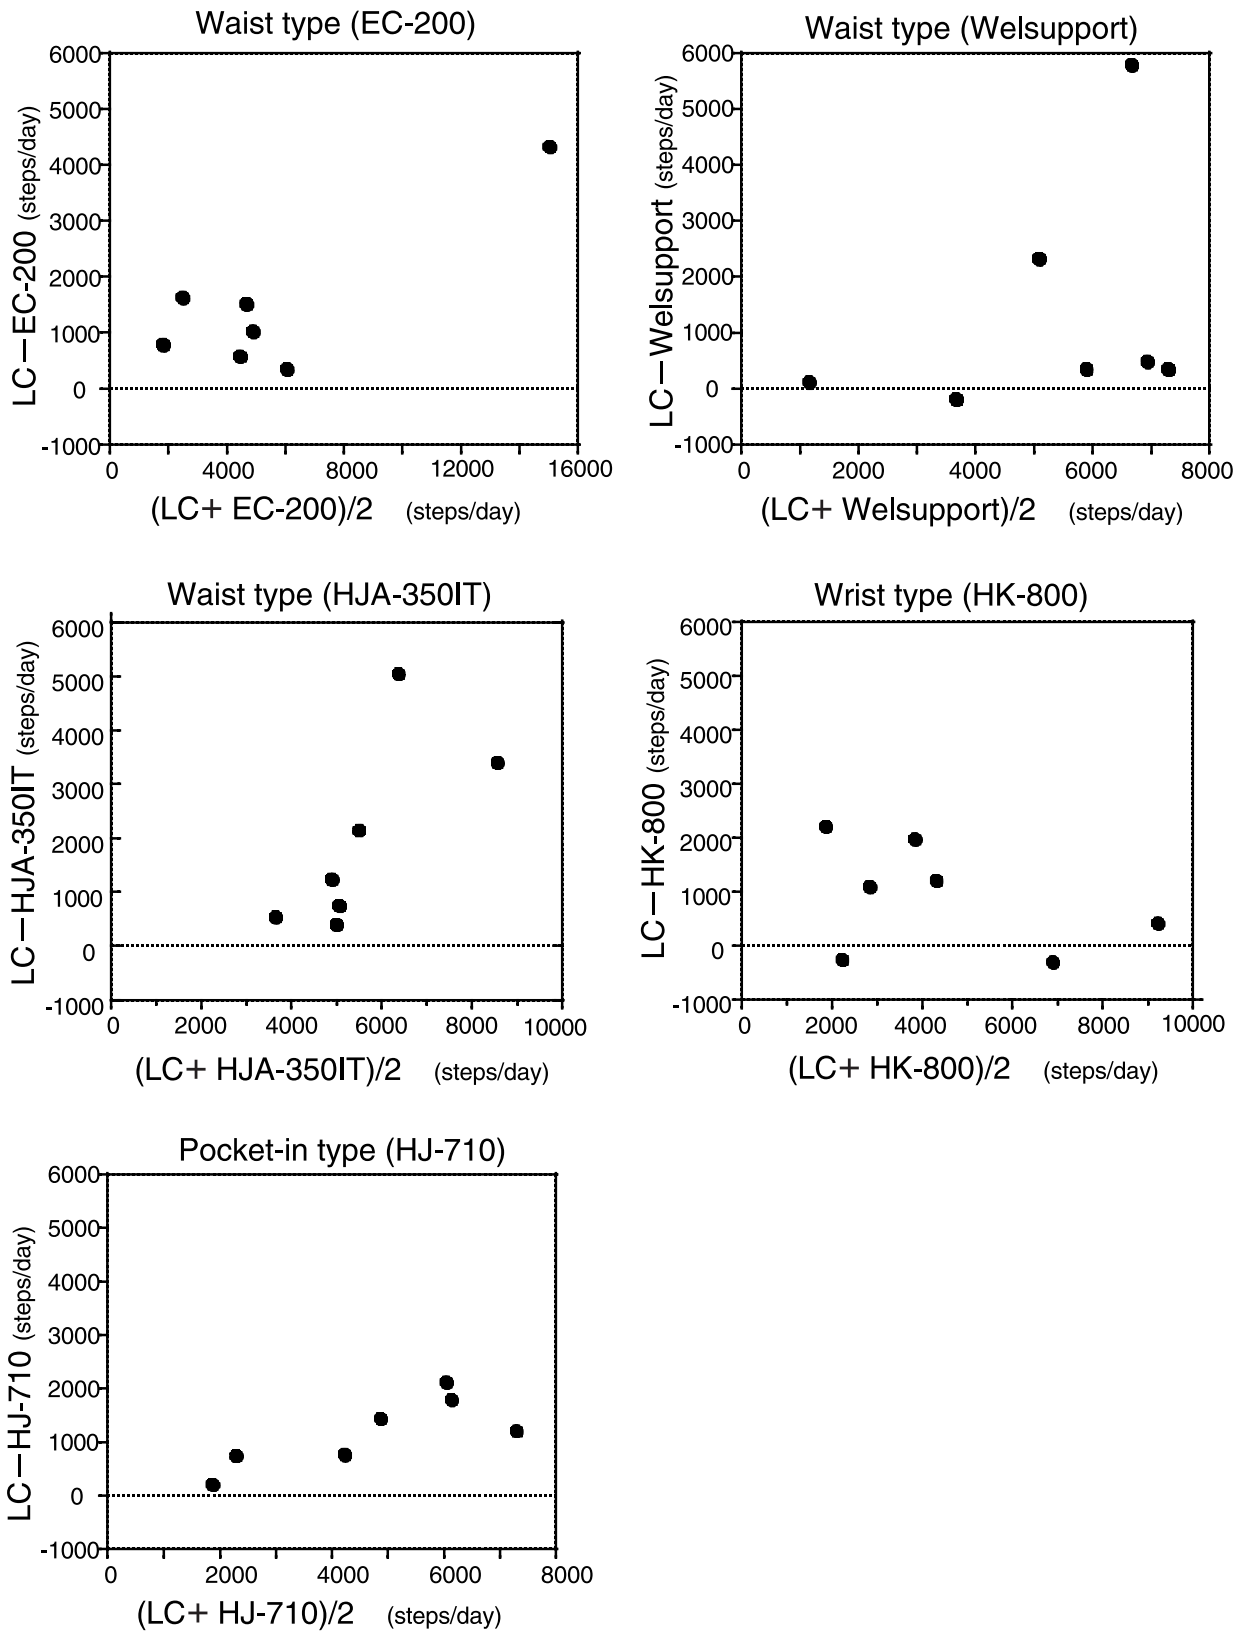 Waist type (EC-200)
6000
5000
4000
3000
2000
1000
0
-1000
LC—EC-200 (steps/day)
0 4000 8000 12000 16000
(LC+ EC-200)/2 (steps/day)
Waist type (Welsupport)
6000
5000
4000
3000
2000
1000
0
-1000
LC—Welsupport (steps/day)
0 2000 4000 6000 8000
(LC+ Welsupport)/2 (steps/day)
Waist type (HJA-350IT)
6000
5000
4000
3000
2000
1000
0
-1000
LC—HJA-350IT (steps/day)
0 2000 4000 6000 8000 10000
(LC+ HJA-350IT)/2 (steps/day)
Wrist type (HK-800)
6000
5000
4000
3000
2000
1000
0
-1000
LC—HK-800 (steps/day)
0 2000 4000 6000 8000 10000
(LC+ HK-800)/2 (steps/day)
Pocket-in type (HJ-710)
6000
5000
4000
3000
2000
1000
0
-1000
LC—HJ-710 (steps/day)
0 2000 4000 6000 8000
(LC+ HJ-710)/2 (steps/day)